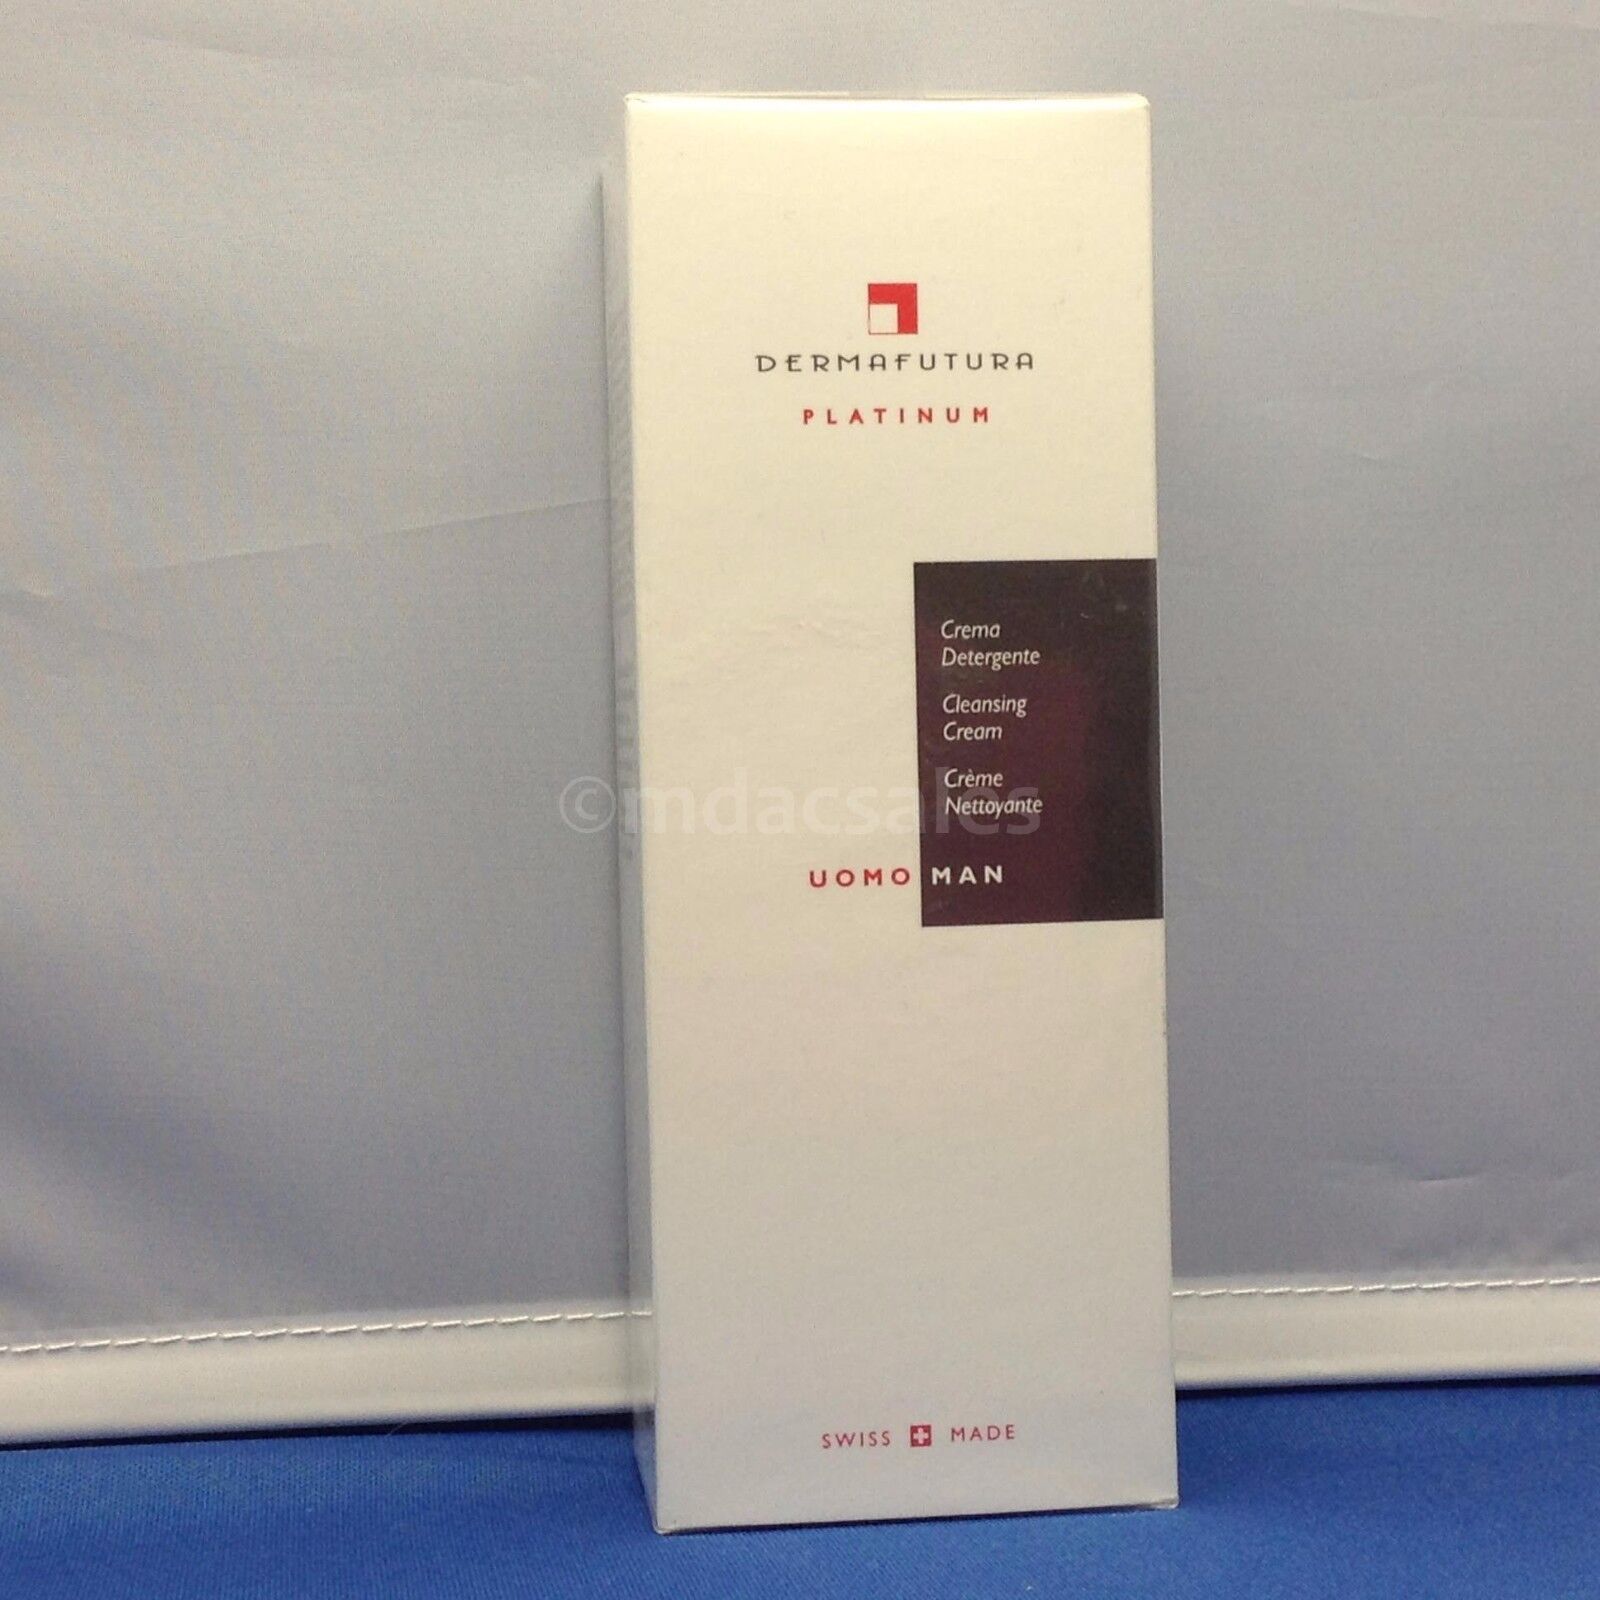 DERMAFUTURA
PLATINUM
Crema
Detergente
Cleansing
Cream
Crème
Nettoyante
©mdacsales
UOMO MAN
SWISS MADE